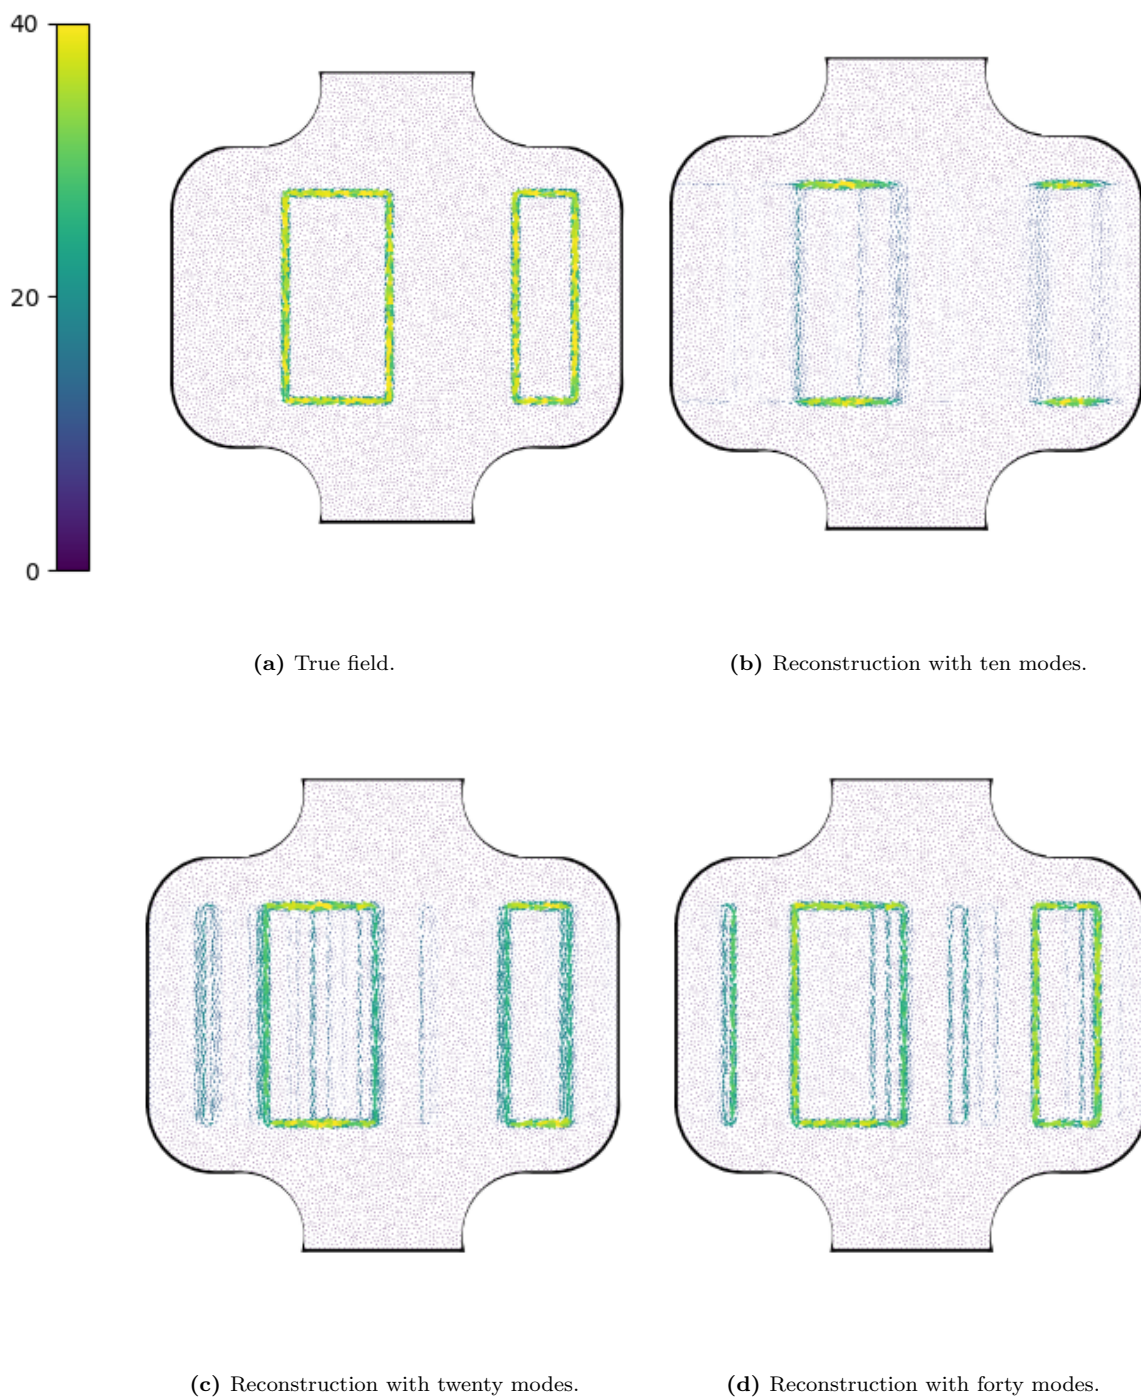 40
20
0
(a) True field.
(b) Reconstruction with ten modes.
(c) Reconstruction with twenty modes.
(d) Reconstruction with forty modes.